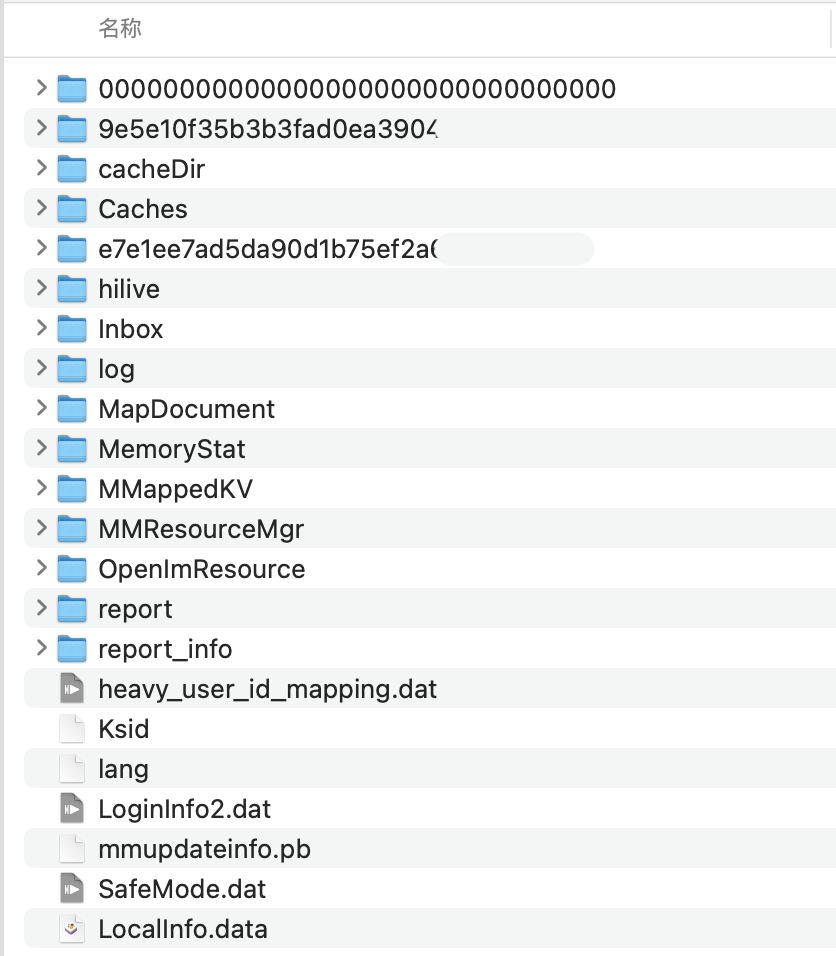 名称
00000000000000000000000000000000
9e5e10f35b3b3fad0ea3904
cacheDir
Caches
e7e1ee7ad5da90d1b75ef2a
hilive
Inbox
log
MapDocument
MemoryStat
MMappedKV
MMResourceMgr
OpenImResource
report
report_info
heavy_user_id_mapping.dat
Ksid
lang
LoginInfo2.dat
mmupdateinfo.pb
SafeMode.dat
LocalInfo.data